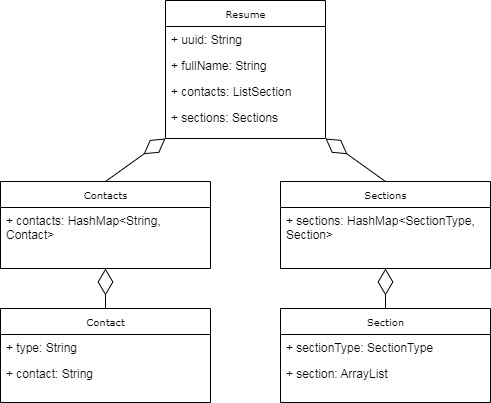 Resume
+ uuid: String
+ fullName: String
+ contacts: ListSection
+ sections: Sections
Contacts
+ contacts: HashMap<String,
Contact>
Sections
+ sections: HashMap<SectionType,
Section>
Contact
+ type: String
+ contact: String
Section
+ sectionType: SectionType
+ section: ArrayList